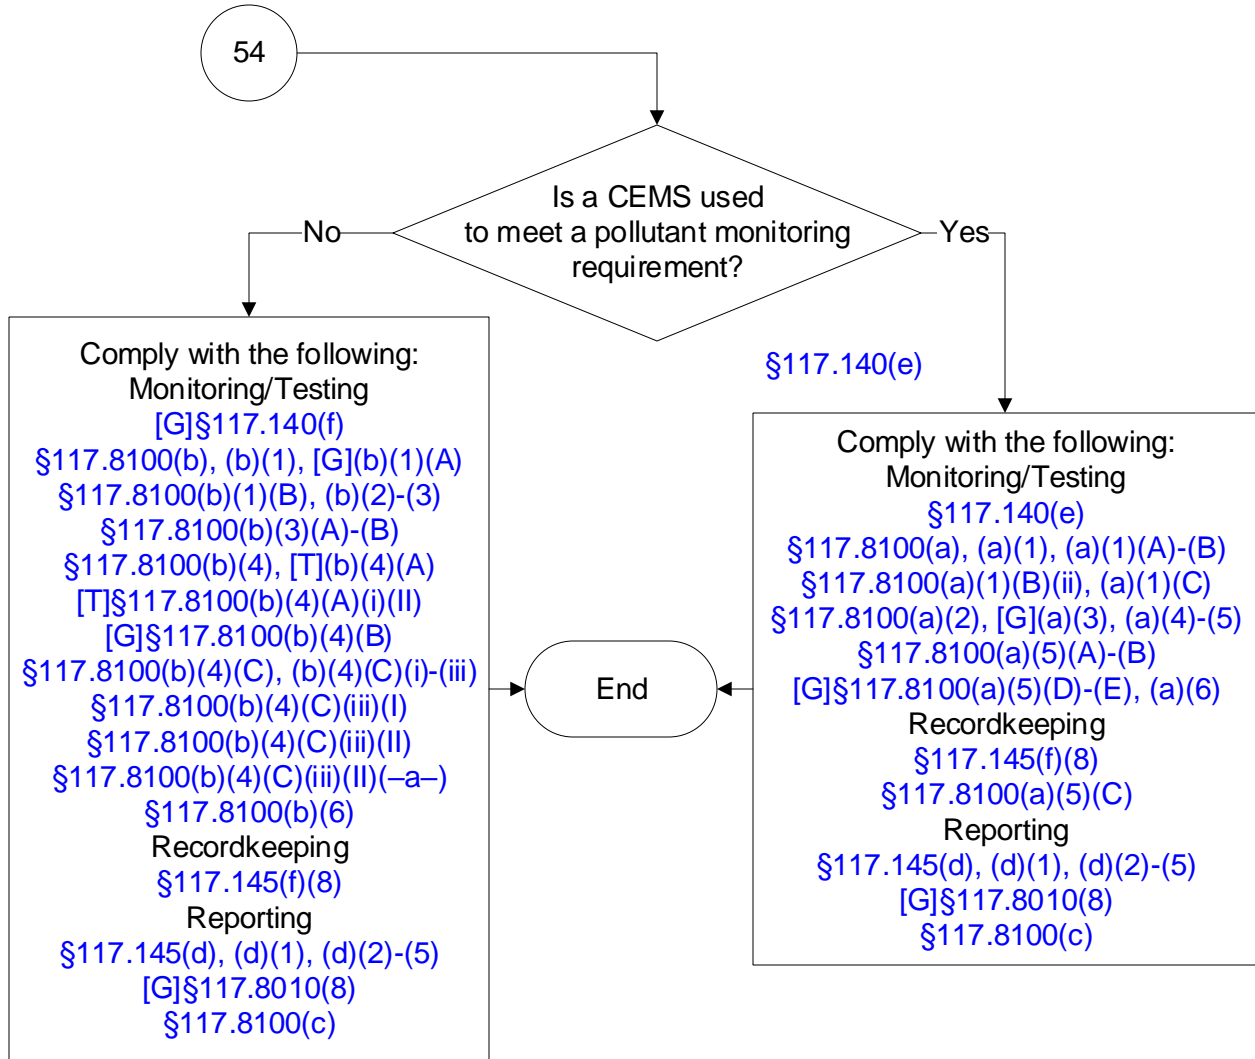 54
Is a CEMS used
to meet a pollutant monitoring
requirement?
No
Yes
§117.140(e)
Comply with the following:
Monitoring/Testing
[G]§117.140(f)
§117.8100(b), (b)(1), [G](b)(1)(A)
§117.8100(b)(1)(B), (b)(2)-(3)
§117.8100(b)(3)(A)-(B)
§117.8100(b)(4), [T](b)(4)(A)
[T]§117.8100(b)(4)(A)(i)(II)
[G]§117.8100(b)(4)(B)
§117.8100(b)(4)(C), (b)(4)(C)(i)-(iii)
§117.8100(b)(4)(C)(iii)(I)
§117.8100(b)(4)(C)(iii)(II)
§117.8100(b)(4)(C)(iii)(II)(–a–)
§117.8100(b)(6)
Recordkeeping
§117.145(f)(8)
Reporting
§117.145(d), (d)(1), (d)(2)-(5)
[G]§117.8010(8)
§117.8100(c)
End
Comply with the following:
Monitoring/Testing
§117.140(e)
§117.8100(a), (a)(1), (a)(1)(A)-(B)
§117.8100(a)(1)(B)(ii), (a)(1)(C)
§117.8100(a)(2), [G](a)(3), (a)(4)-(5)
§117.8100(a)(5)(A)-(B)
[G]§117.8100(a)(5)(D)-(E), (a)(6)
Recordkeeping
§117.145(f)(8)
§117.8100(a)(5)(C)
Reporting
§117.145(d), (d)(1), (d)(2)-(5)
[G]§117.8010(8)
§117.8100(c)